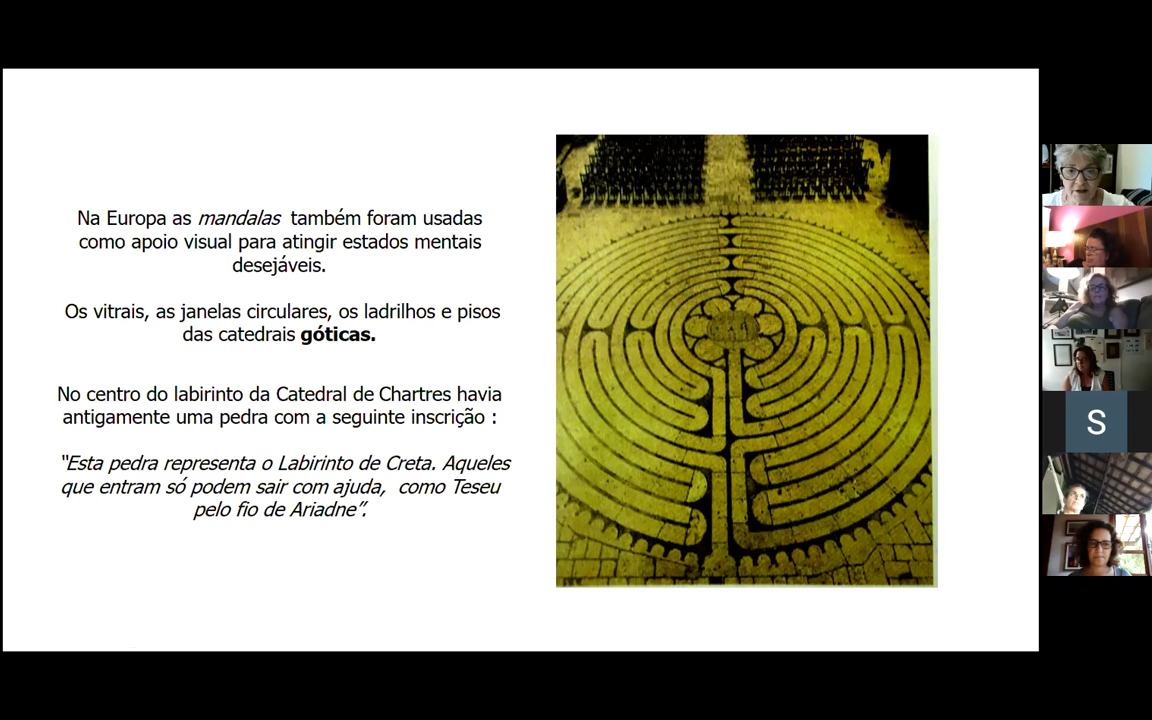 Na Europa as mandalas também foram usadas
como apoio visual para atingir estados mentais
desejáveis.
Os vitrais, as janelas circulares, os ladrilhos e pisos
das catedrais góticas.
No centro do labirinto da Catedral de Chartres havia
antigamente uma pedra com a seguinte inscrição :
“Esta pedra representa o Labirinto de Creta. Aqueles
que entram só podem sair com ajuda, como Teseu
pelo fio de Ariadne”.
S